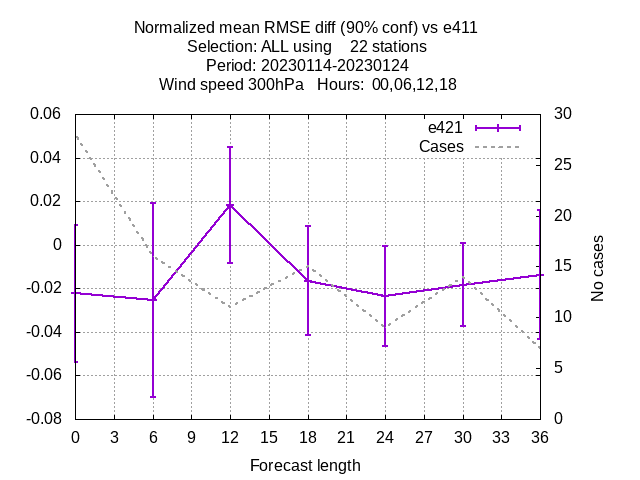 Normalized mean RMSE diff (90% conf) vs e411
Selection: ALL using    22 stations
Period: 20230114-20230124
Wind speed 300hPa   Hours:  00,06,12,18
0.06
0.04
0.02
0
-0.02
-0.04
-0.06
-0.08
30
25
20
15
10
5
0
e421
Cases
No cases
0 3 6 9 12 15 18 21 24 27 30 33 36
Forecast length